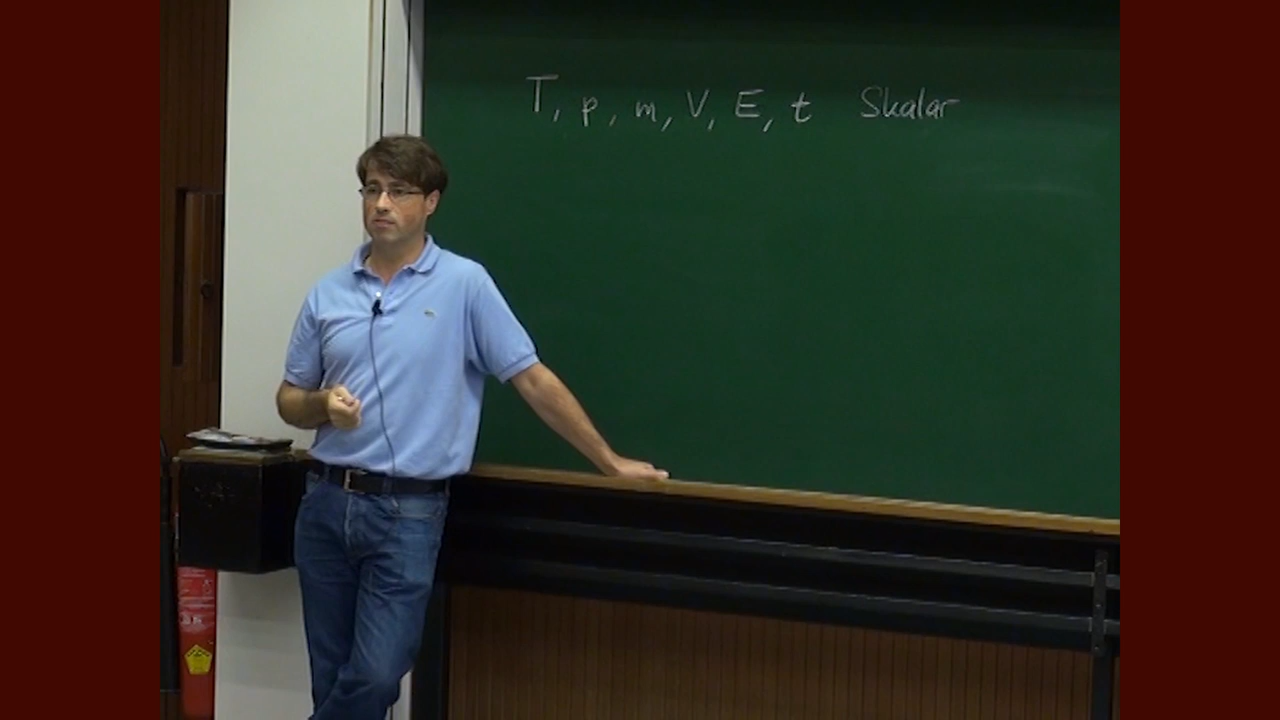 T, p, m, V, E, t Skalar